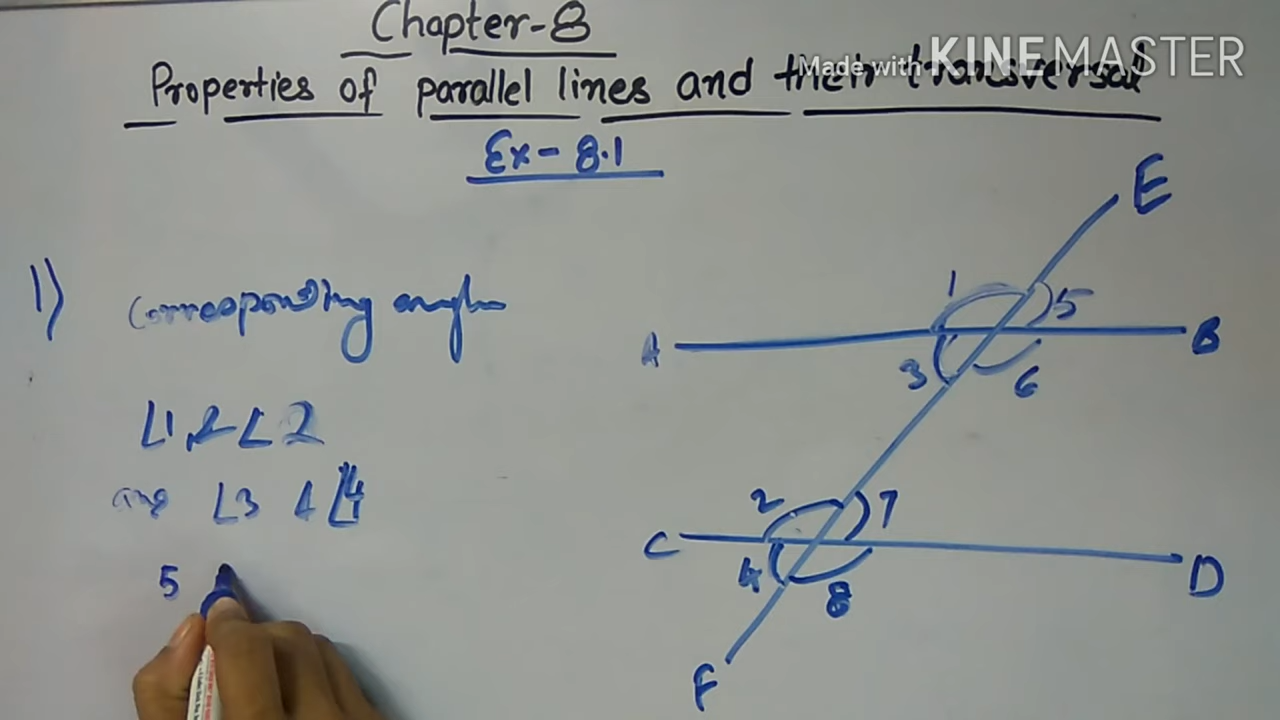 Chapter-8
Made with KINEMASTER
Properties of parallel lines and their transversal
Ex - 8.1
E
1)
corresponding angles
1
5
A
B
3
6
∠1, & ∠2
∠3 & ∠4
2
7
C
D
4
8
5
F